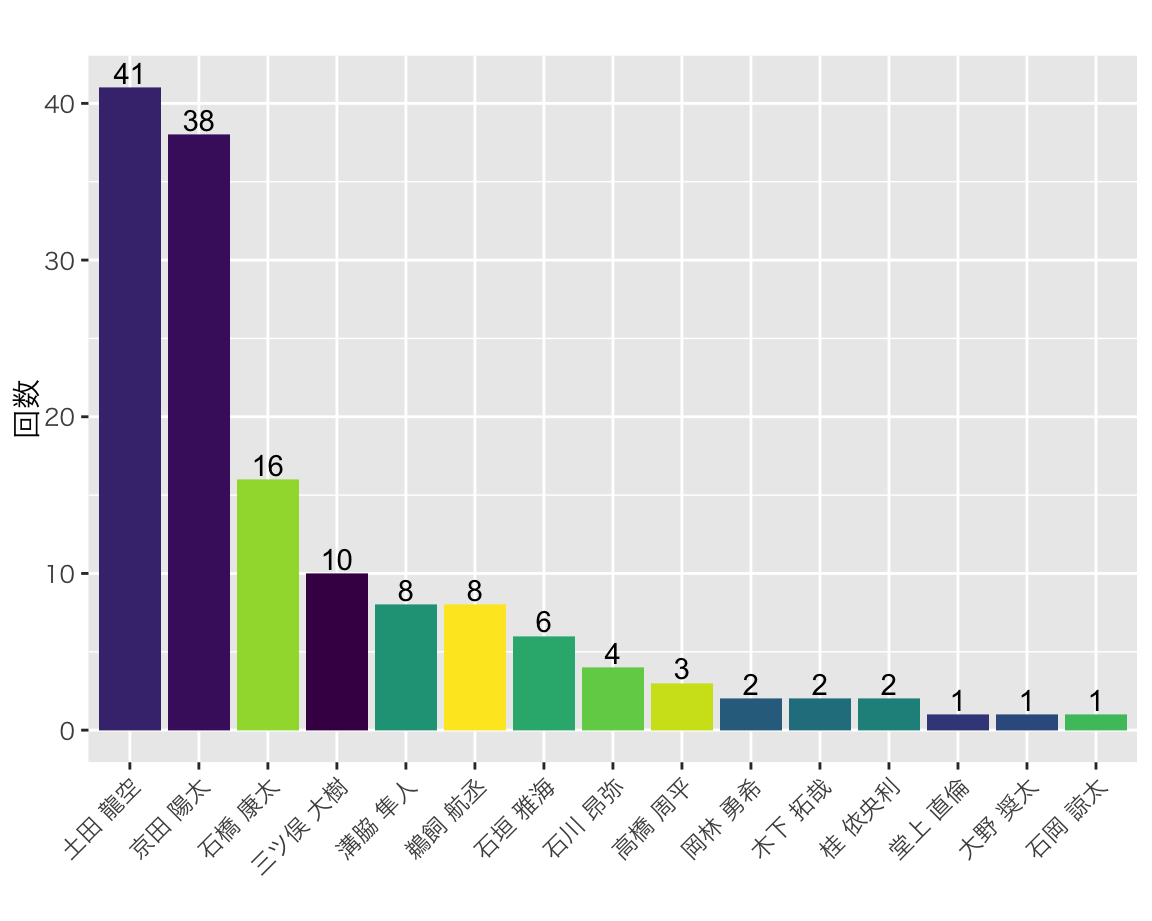 41
38
16
10
8
8
6
4
3
2
2
2
1
1
1
40
30
20
10
0
回数
土田 龍空
京田 陽太
石橋 康太
三ツ俣 大樹
溝脇 隼人
鵜飼 航丞
石垣 雅海
石川 昂弥
高橋 周平
岡林 勇希
木下 拓哉
桂 依央利
堂上 直倫
大野 奨太
石岡 諒太